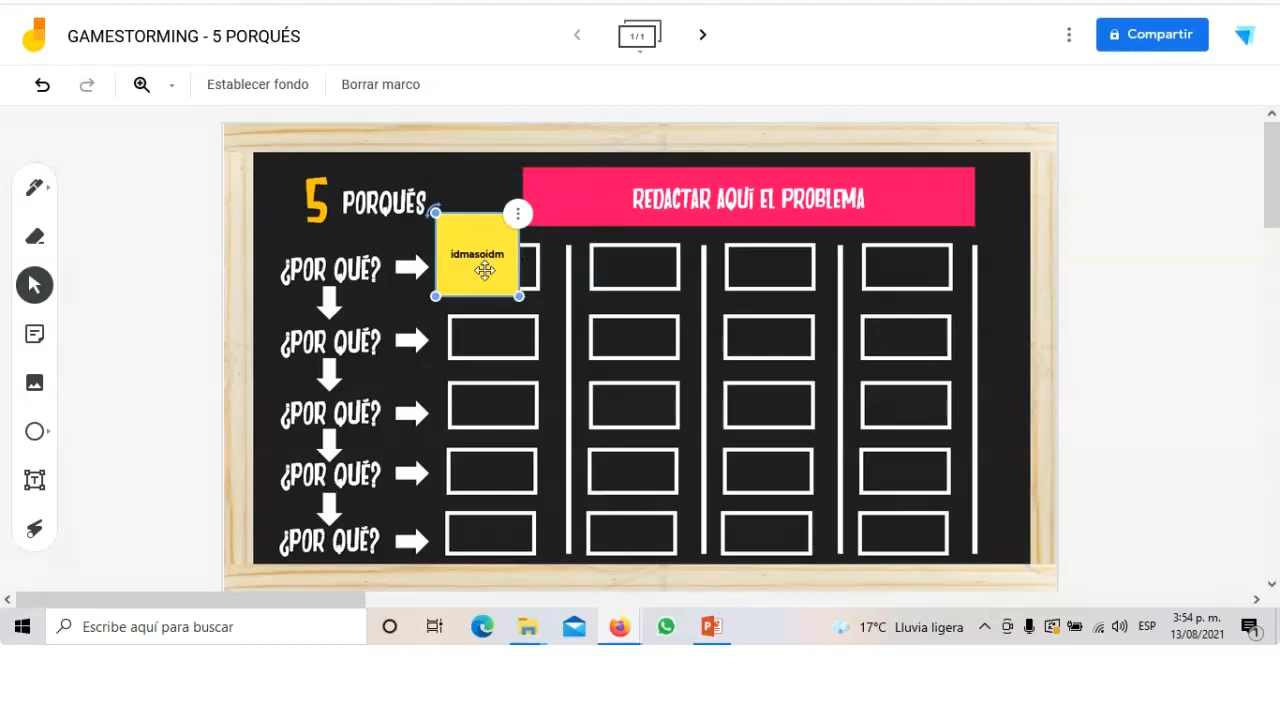 GAMESTORMING - 5 PORQUÉS
1/1
Compartir
Establecer fondo
Borrar marco
5 PORQUÉS
REDACTAR AQUÍ EL PROBLEMA
idmasoidm
¿POR QUÉ?
¿POR QUÉ?
¿POR QUÉ?
¿POR QUÉ?
¿POR QUÉ?
Escribe aquí para buscar
17°C Lluvia ligera
ESP
3:54 p. m.
13/08/2021
1